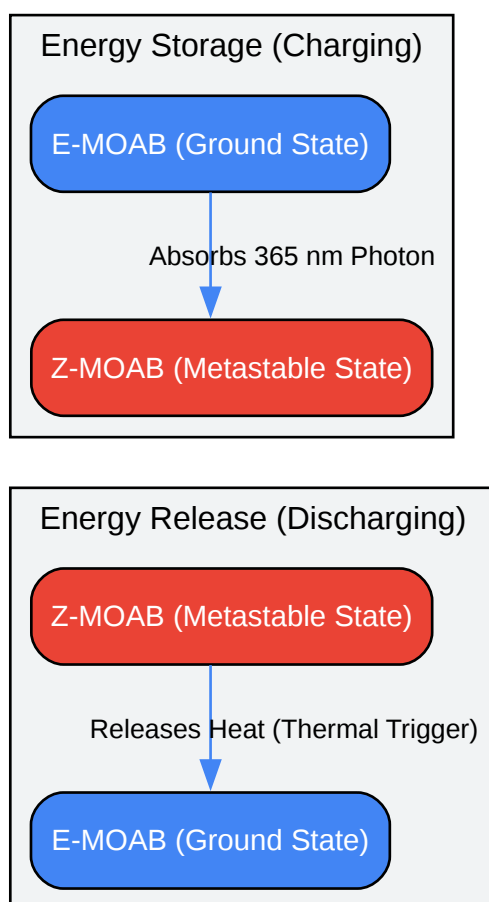 Energy Storage (Charging)
E-MOAB (Ground State)
Absorbs 365 nm Photon
Z-MOAB (Metastable State)
Energy Release (Discharging)
Z-MOAB (Metastable State)
Releases Heat (Thermal Trigger)
E-MOAB (Ground State)